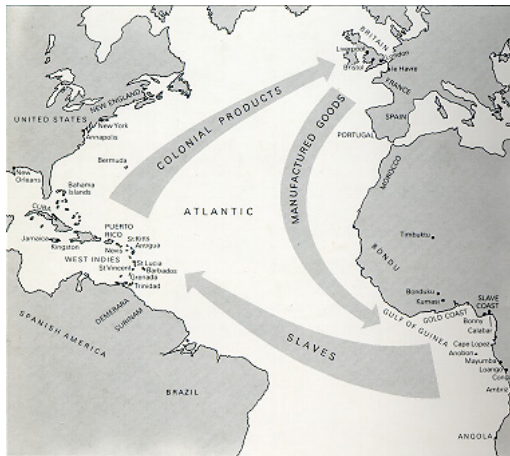 BRITAIN
Liverpool
London
Bristol
le Havre
FRANCE
SPAIN
PORTUGAL
MOROCCO
NEW ENGLAND
UNITED STATES
New York
Annapolis
Bermuda
New
Orleans
Bahama
Islands
CUBA
Jamaica
Kingston
PUERTO
RICO
St Kitts
Antigua
Nevis
WEST INDIES
St Lucia
St Vincent
Barbados
Grenada
Trinidad
COLONIAL PRODUCTS
MANUFACTURED GOODS
ATLANTIC
Timbuktu
BONDU
Bonduku
Kumasi
SLAVE
COAST
GOLD COAST
GULF OF GUINEA
Bonny
Calabar
Cape Lopez
Anobon
Mayumba
Loango
Cong
Ambriz
ANGOLA
SLAVES
DEMERARA
SURINAM
SPANISH AMERICA
BRAZIL